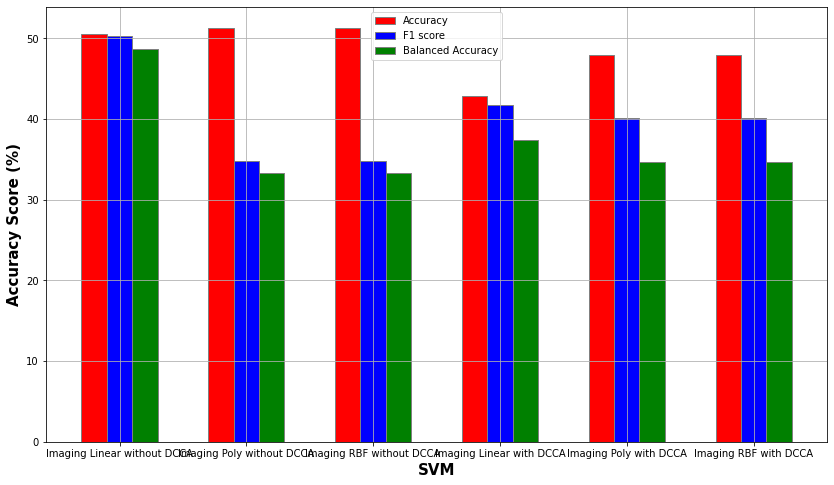 Accuracy
F1 score
Balanced Accuracy
Accuracy Score (%)
50
40
30
20
10
0
Imaging Linear without DCCA Imaging Poly without DCCA Imaging RBF without DCCA Imaging Linear with DCCA Imaging Poly with DCCA Imaging RBF with DCCA
SVM